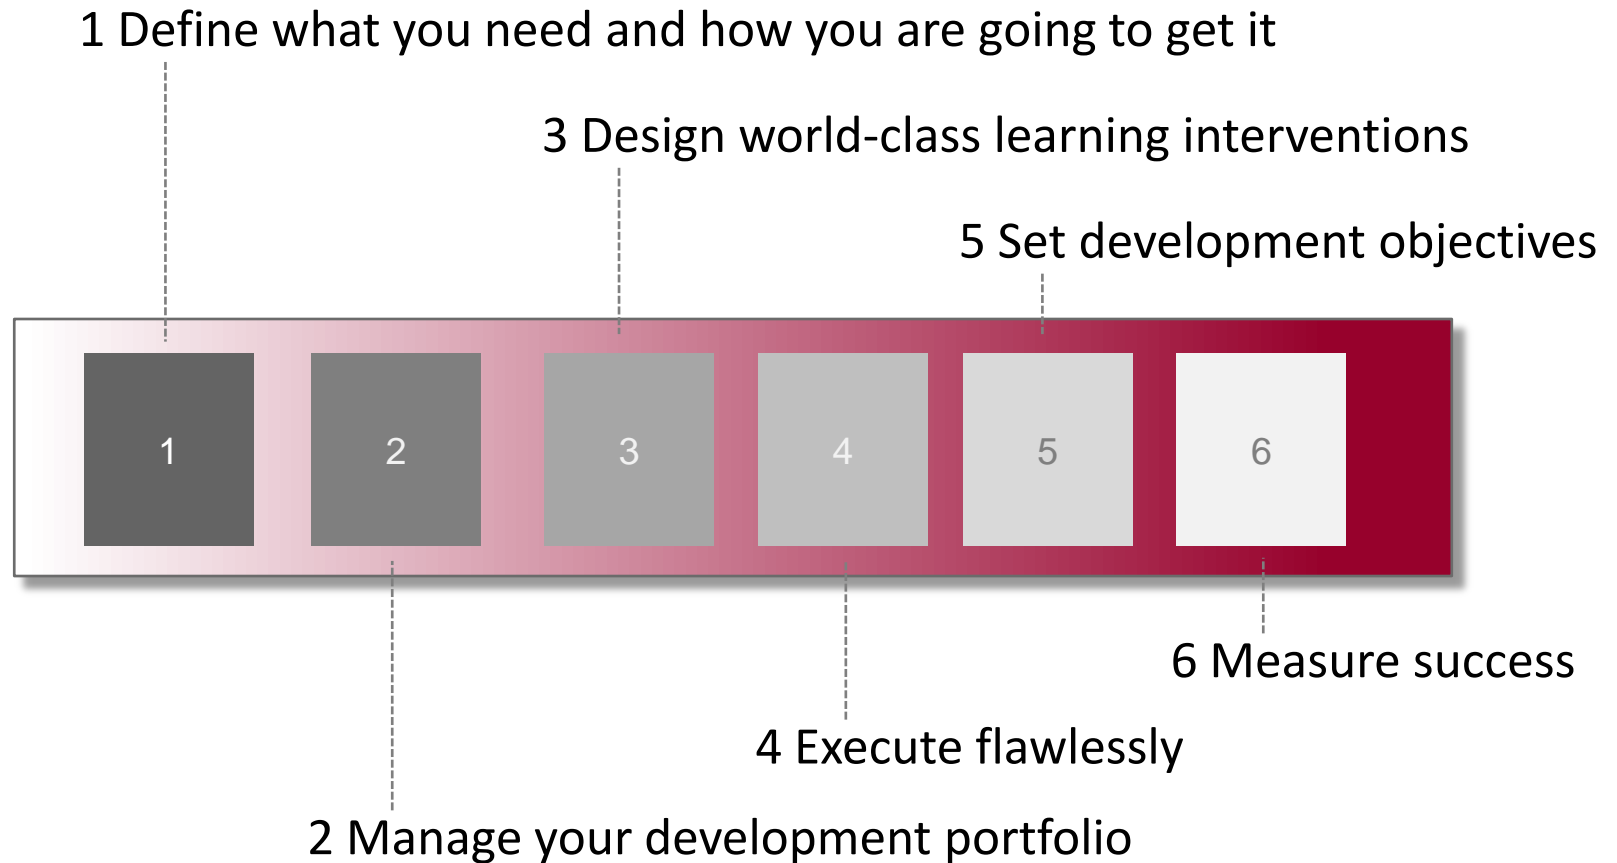 1 Define what you need and how you are going to get it
3 Design world-class learning interventions
5 Set development objectives
1
2
3
4
5
6
6 Measure success
4 Execute flawlessly
2 Manage your development portfolio